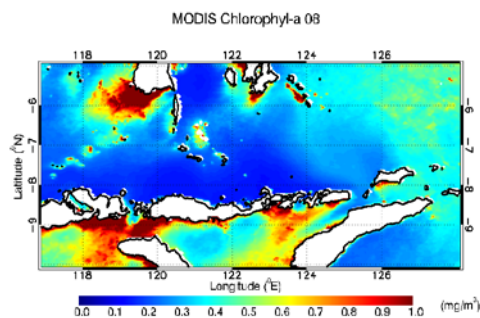 MODIS Chlorophyll-a 08
118 120 122 124 126
-6 -6
-7 -7
-8 -8
-9 -9
Latitude (°N)
118 120 122 124 126
Longitude (°E)
0.0 0.1 0.2 0.3 0.4 0.5 0.6 0.7 0.8 0.9 1.0 (mg/m³)